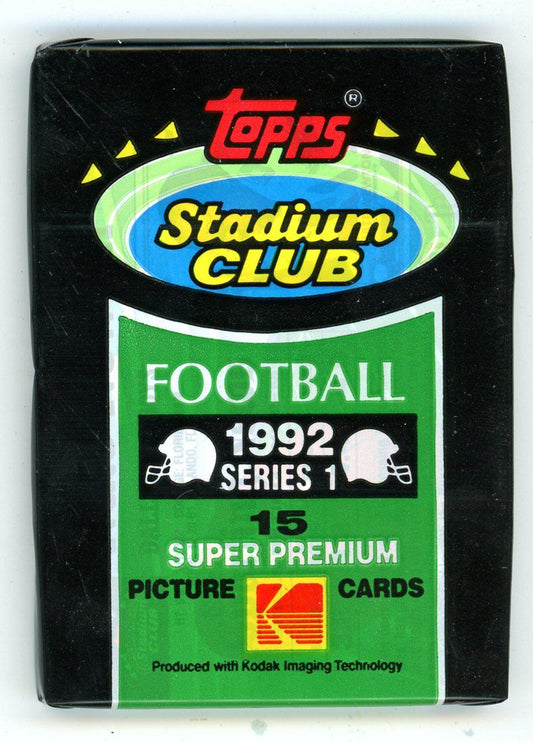 TOPPS ®
Stadium
CLUB
FOOTBALL
1992
SERIES 1
15
SUPER PREMIUM
PICTURE CARDS
Produced with Kodak Imaging Technology